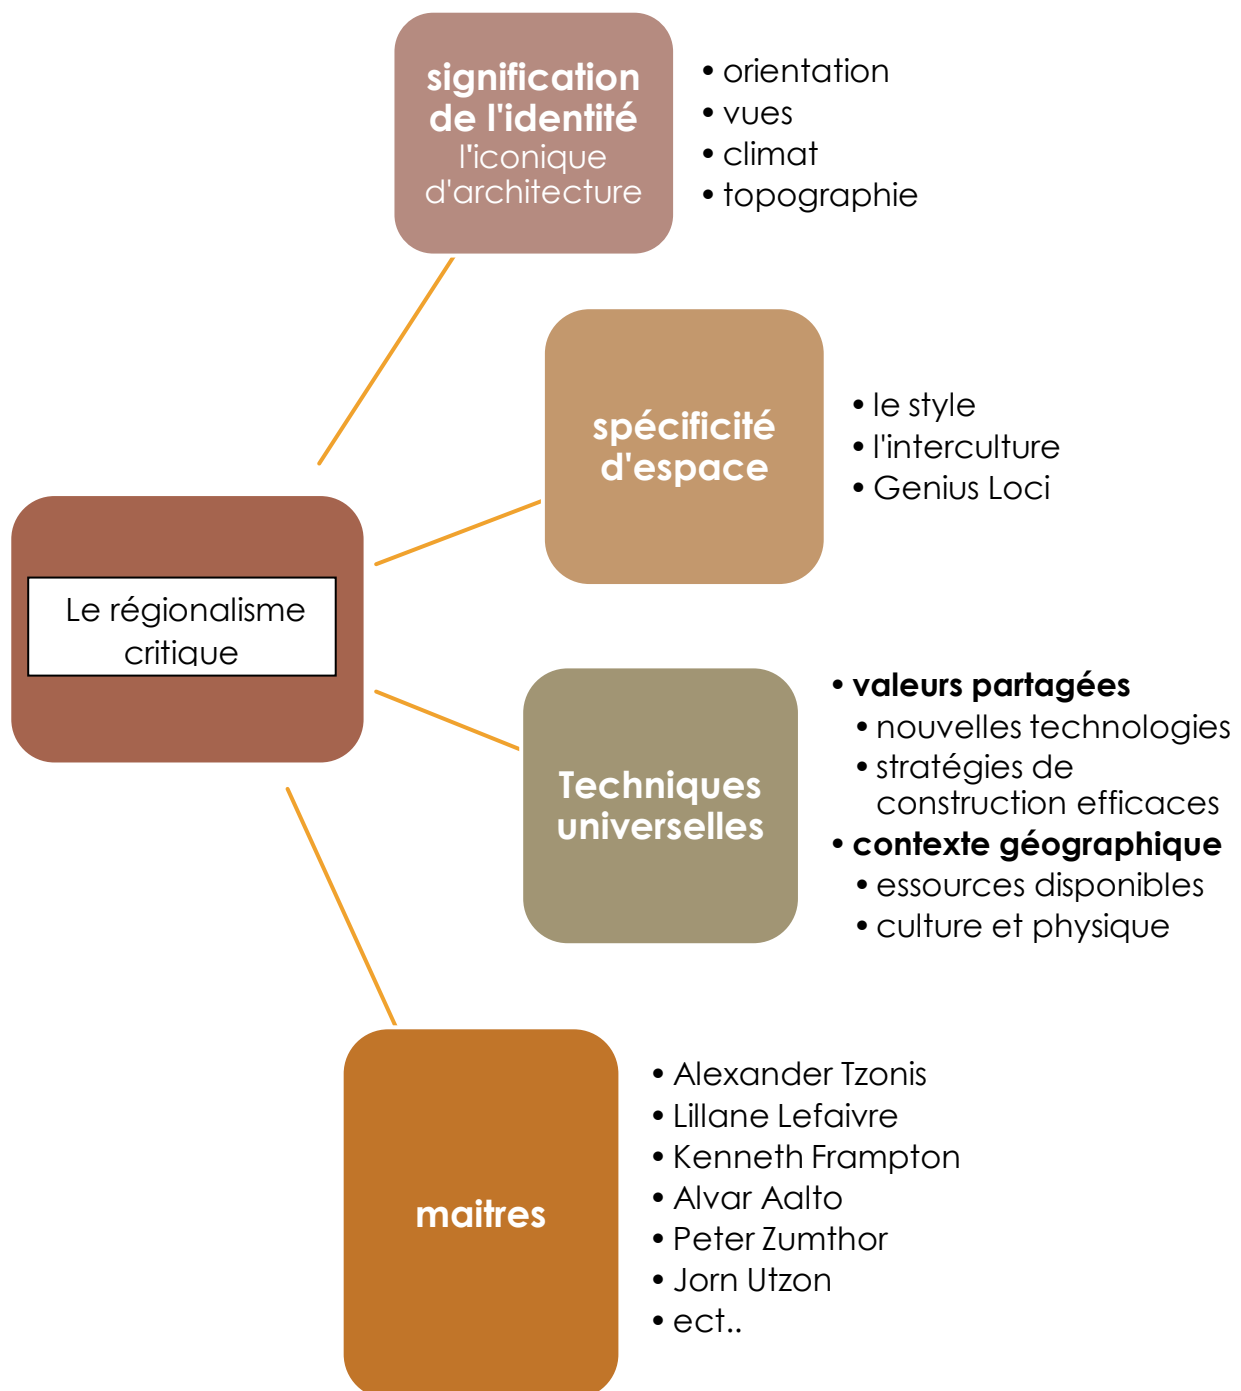 signification
de l'identité
l'iconique
d'architecture
• orientation
• vues
• climat
• topographie
spécificité
d'espace
• le style
• l'interculture
• Genius Loci
Le régionalisme
critique
Techniques
universelles
• valeurs partagées
• nouvelles technologies
• stratégies de
construction efficaces
• contexte géographique
• essources disponibles
• culture et physique
maitres
• Alexander Tzonis
• Lillane Lefaivre
• Kenneth Frampton
• Alvar Aalto
• Peter Zumthor
• Jorn Utzon
• ect..